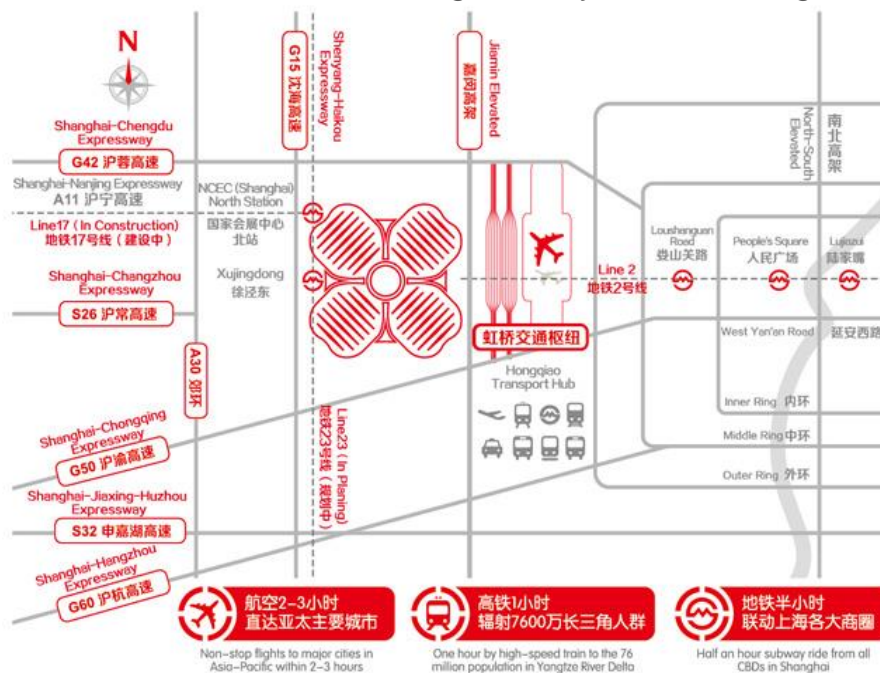 N
Shanghai-Chengdu
Expressway
G42 沪蓉高速
Shanghai-Nanjing Expressway
A11 沪宁高速
Line17 (In Construction)
地铁17号线（建设中）
Shanghai-Changzhou
Expressway
S26 沪常高速
A30 郊环
G15 沈海高速
Shenyang-Haikou
Expressway
NCEC (Shanghai)
North Station
国家会展中心
北站
Xujingdong
徐泾东
Jiamin Elevated
嘉闵高架
Line 2
地铁2号线
虹桥交通枢纽
Hongqiao
Transport Hub
North-South
Elevated
南北高架
Loushanguan
Road
娄山关路
People's Square
人民广场
Lujiazui
陆家嘴
West Yan'an Road
延安西路
Inner Ring 内环
Middle Ring 中环
Outer Ring 外环
Line23 (In Planing)
地铁23号线（规划中）
Shanghai-Chongqing
Expressway
G50 沪渝高速
Shanghai-Jiaxing-Huzhou
Expressway
S32 申嘉湖高速
Shanghai-Hangzhou
Expressway
G60 沪杭高速
航空2-3小时
直达亚太主要城市
Non-stop flights to major cities in
Asia-Pacific within 2-3 hours
高铁1小时
辐射7600万长三角人群
One hour by high-speed train to the 76
million population in Yangtze River Delta
地铁半小时
联动上海各大商圈
Half an hour subway ride from all
CBDs in Shanghai